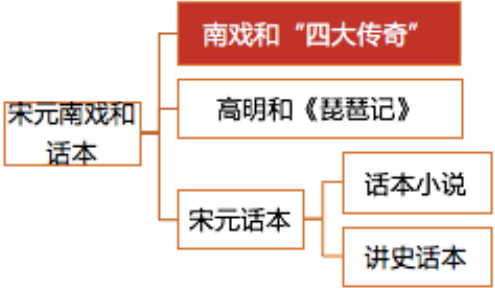 南戏和“四大传奇”
宋元南戏和
话本
高明和《琵琶记》
宋元话本
话本小说
讲史话本